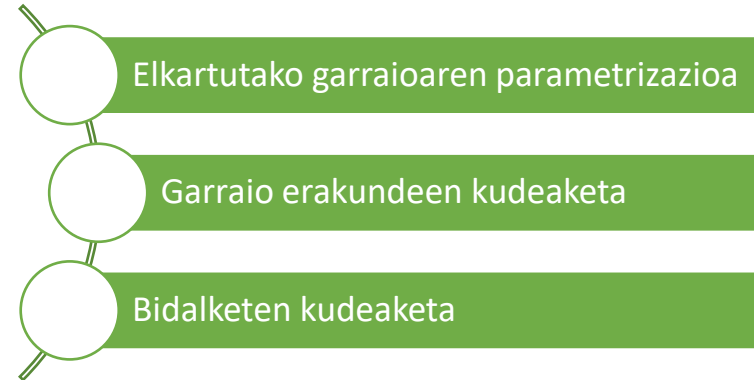 Elkartutako garraioaren parametrizazioa
Garraio erakundeen kudeaketa
Bidalketen kudeaketa